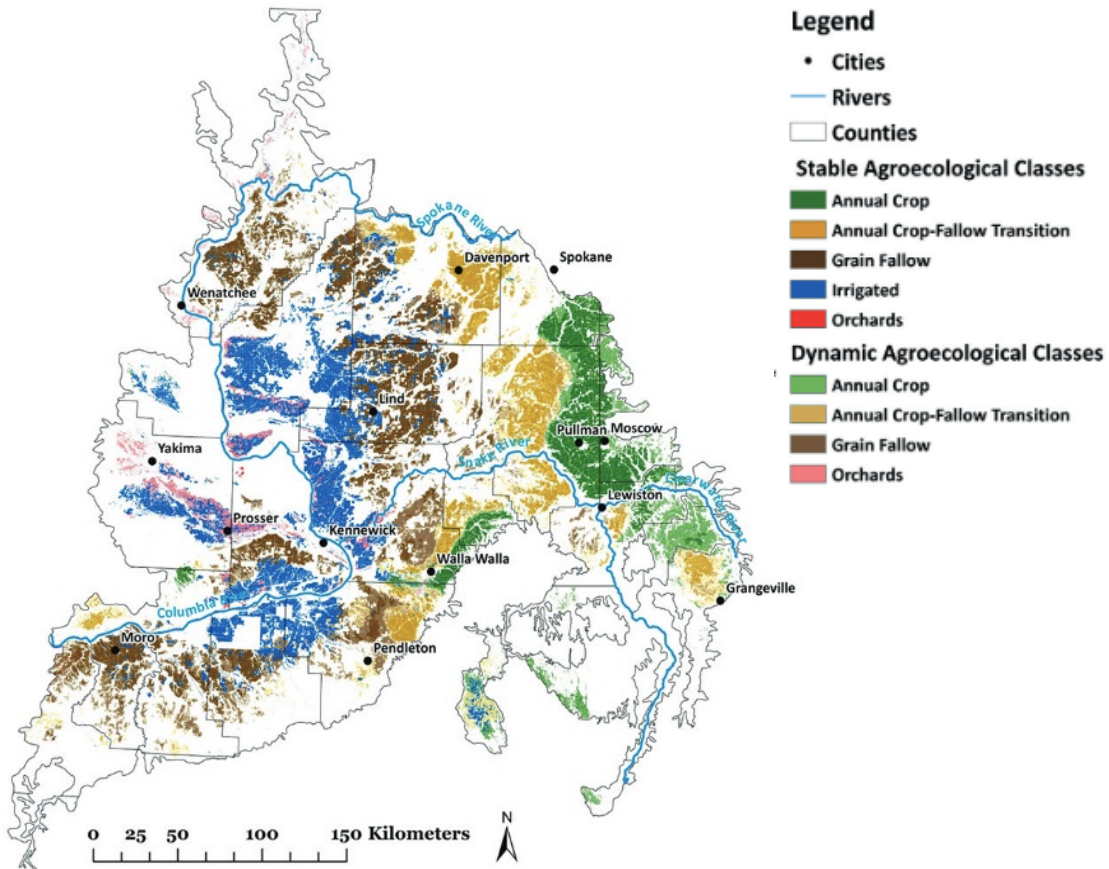 Legend
Cities
Rivers
Counties
Stable Agroecological Classes
Annual Crop
Annual Crop-Fallow Transition
Grain Fallow
Irrigated
Orchards
Dynamic Agroecological Classes
Annual Crop
Annual Crop-Fallow Transition
Grain Fallow
Orchards
Spokane River
Davenport
Spokane
Wenatchee
Lind
Pullman
Moscow
Yakima
Snake River
Lewiston
Prosser
Kennewick
Walla Walla
Grangeville
Columbia
Moro
Pendleton
N
0 25 50 100 150 Kilometers